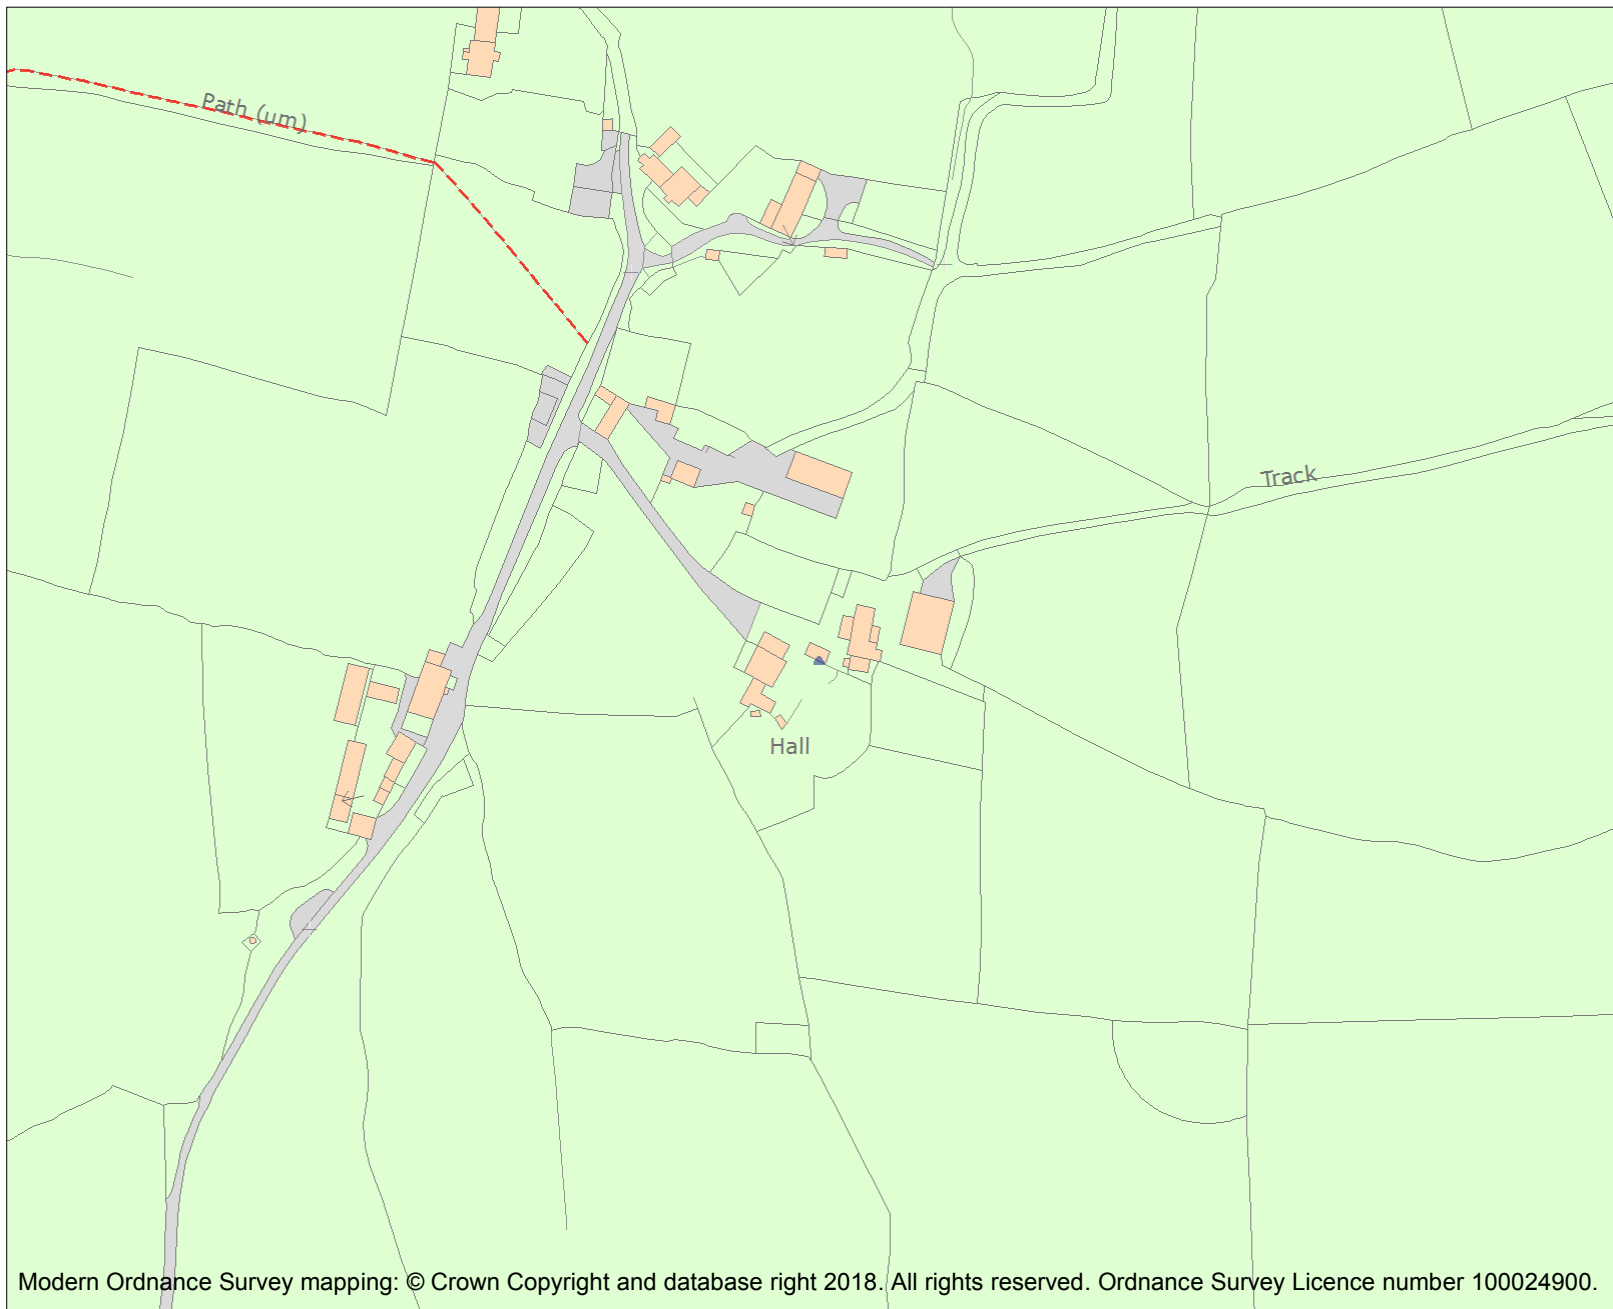 Path (um)
Track
Hall
Modern Ordnance Survey mapping: © Crown Copyright and database right 2018. All rights reserved. Ordnance Survey Licence number 100024900.